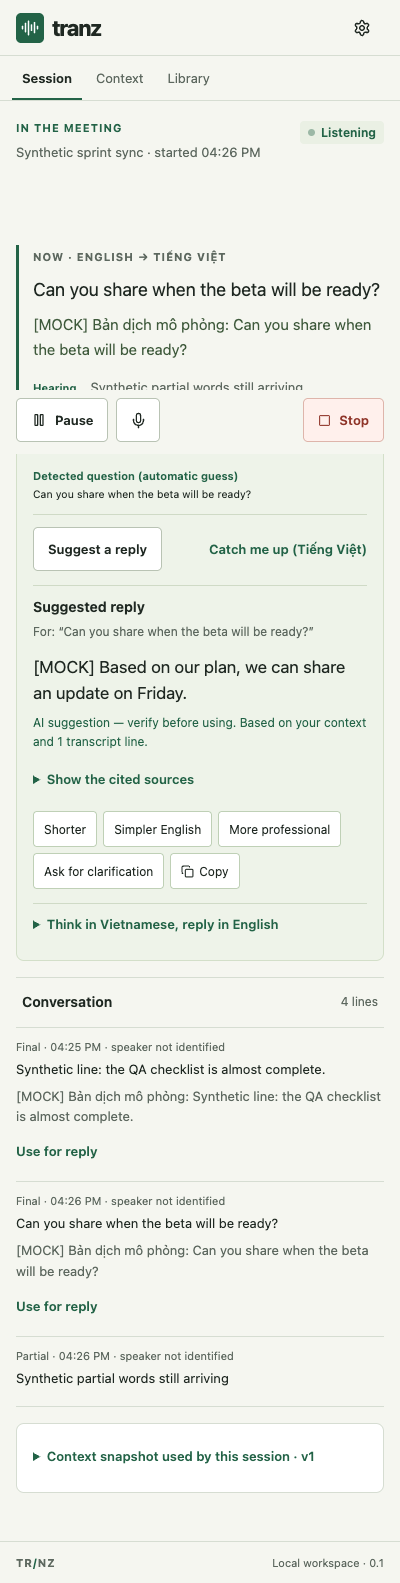 tranz
Session Context Library
IN THE MEETING
Listening
Synthetic sprint sync · started 04:26 PM
NOW · ENGLISH → TIẾNG VIỆT
Can you share when the beta will be ready?
[MOCK] Bản dịch mô phỏng: Can you share when
the beta will be ready?
Hearing Synthetic partial words still arriving
Pause
Stop
Detected question (automatic guess)
Can you share when the beta will be ready?
Suggest a reply
Catch me up (Tiếng Việt)
Suggested reply
For: “Can you share when the beta will be ready?”
[MOCK] Based on our plan, we can share
an update on Friday.
AI suggestion — verify before using. Based on your context
and 1 transcript line.
Show the cited sources
Shorter
Simpler English
More professional
Ask for clarification
Copy
Think in Vietnamese, reply in English
Conversation
4 lines
Final · 04:25 PM · speaker not identified
Synthetic line: the QA checklist is almost complete.
[MOCK] Bản dịch mô phỏng: Synthetic line: the QA checklist
is almost complete.
Use for reply
Final · 04:26 PM · speaker not identified
Can you share when the beta will be ready?
[MOCK] Bản dịch mô phỏng: Can you share when the beta
will be ready?
Use for reply
Partial · 04:26 PM · speaker not identified
Synthetic partial words still arriving
Context snapshot used by this session · v1
TR/NZ
Local workspace · 0.1